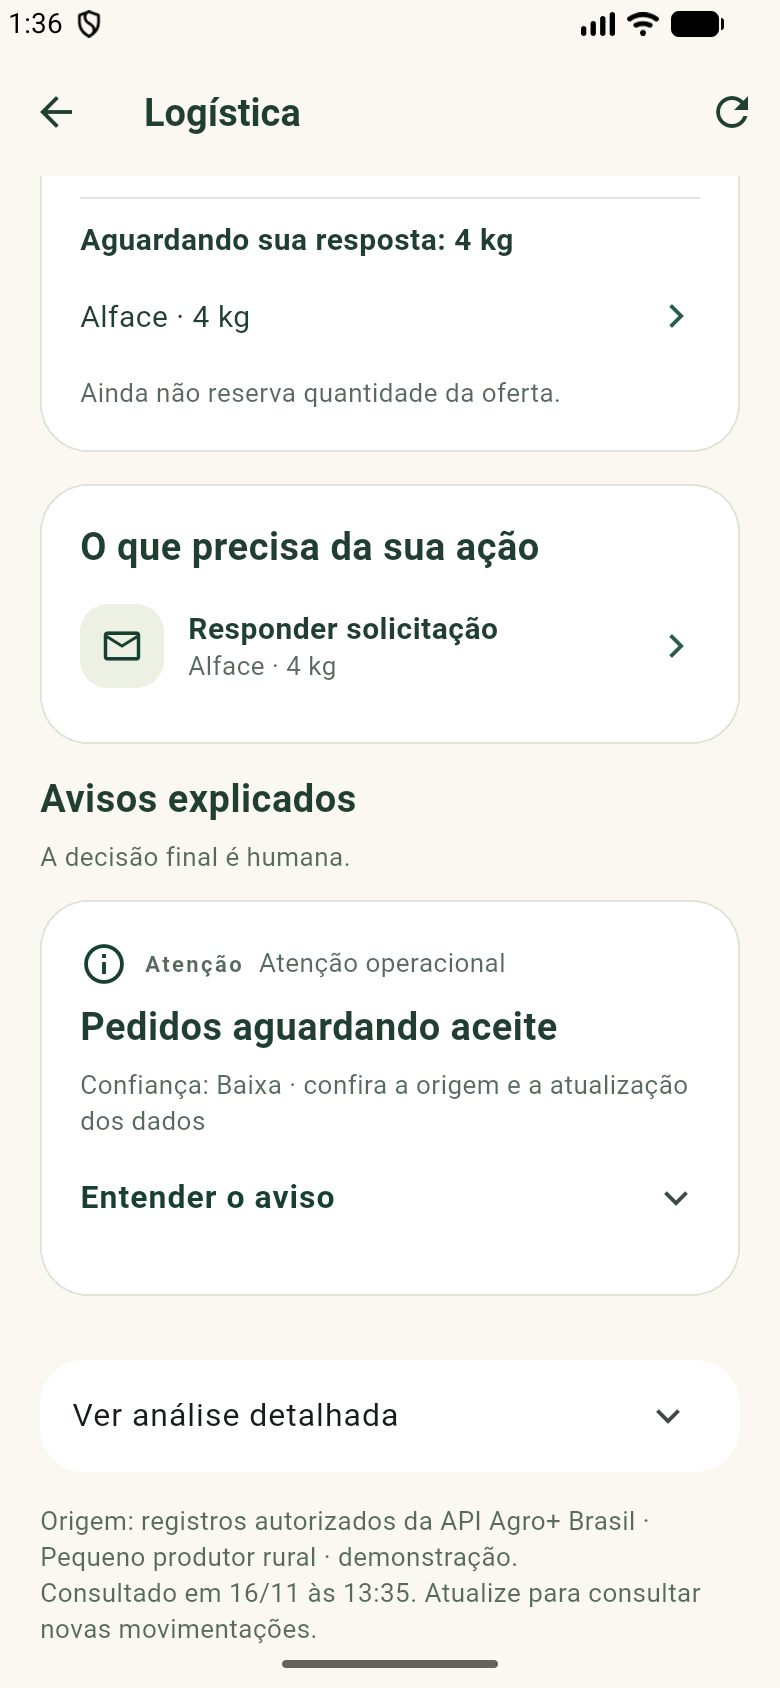 1:36
Logística
Aguardando sua resposta: 4 kg
Alface · 4 kg
Ainda não reserva quantidade da oferta.
O que precisa da sua ação
Responder solicitação
Alface · 4 kg
Avisos explicados
A decisão final é humana.
Atenção Atenção operacional
Pedidos aguardando aceite
Confiança: Baixa · confira a origem e a atualização
dos dados
Entender o aviso
Ver análise detalhada
Origem: registros autorizados da API Agro+ Brasil ·
Pequeno produtor rural · demonstração.
Consultado em 16/11 às 13:35. Atualize para consultar
novas movimentações.